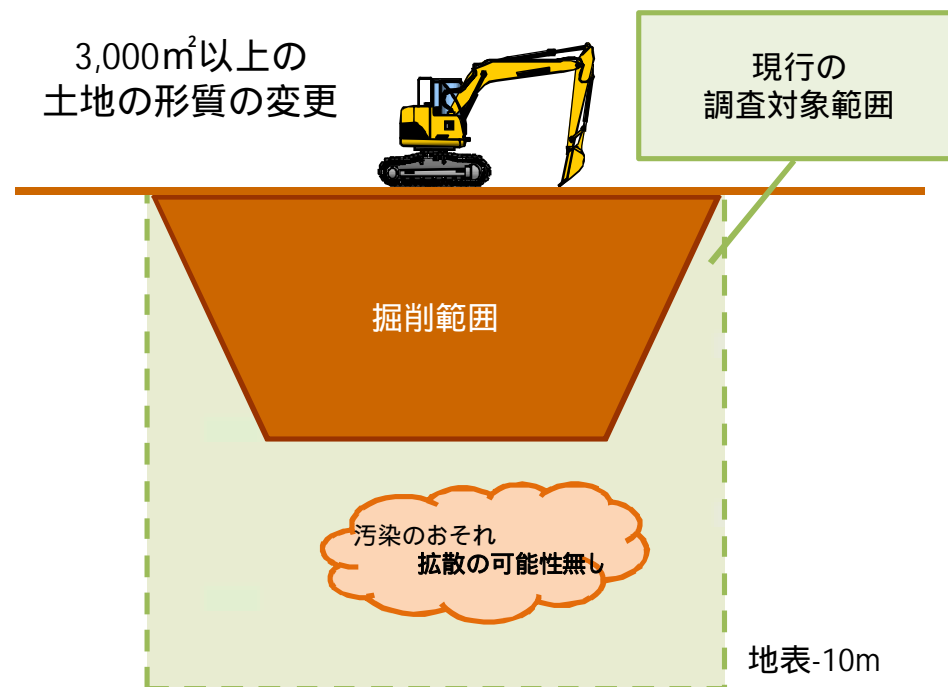 3,000㎡以上の
土地の形質の変更
現行の
調査対象範囲
掘削範囲
汚染のおそれ
拡散の可能性無し
地表-10m